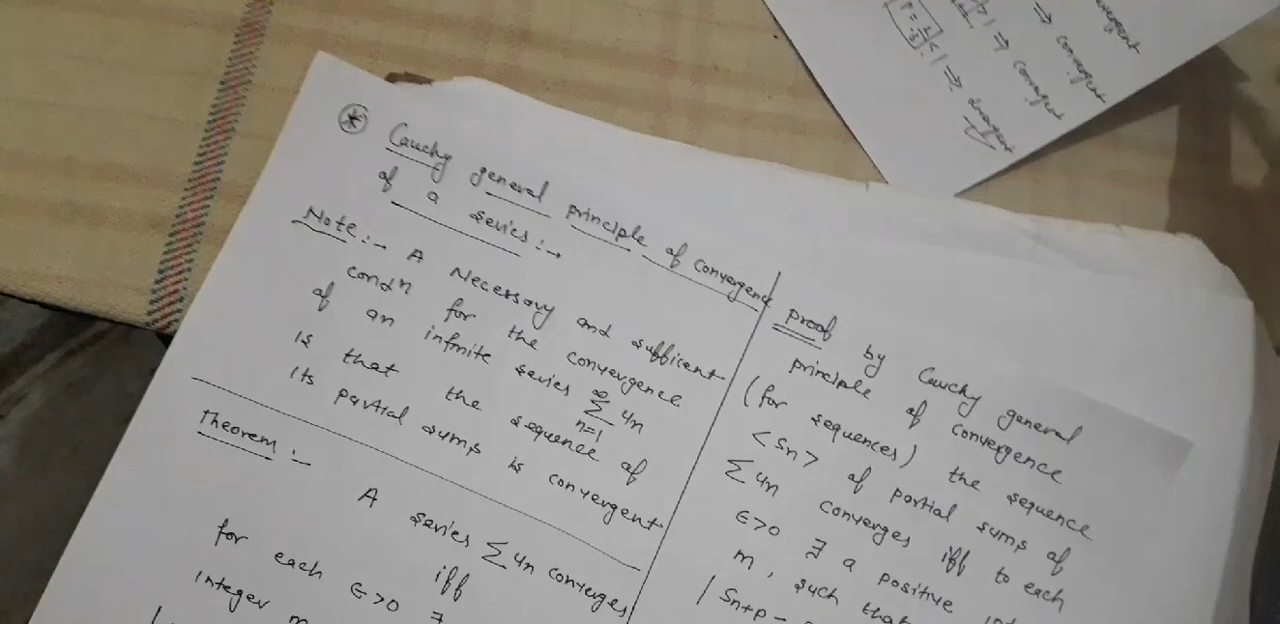 * Cauchy general principle of convergence
of a series :→
Note :- A Necessary and sufficient
condn for the convergence
of an infinite series ∑_{n=1}^{∞} un
is that the sequence of
its partial sums is convergent
Theorem :-
A series ∑un converges
iff
for each ϵ>0 ∃
integer m
proof by Cauchy general
principle of convergence
(for sequences) the sequence
<Sn> of partial sums of
∑un converges iff to each
ϵ>0 ∃ a positive
m, such that
|Sn+p -
⇒ convergent
⇒ convergent
<1 ⇒ divergent